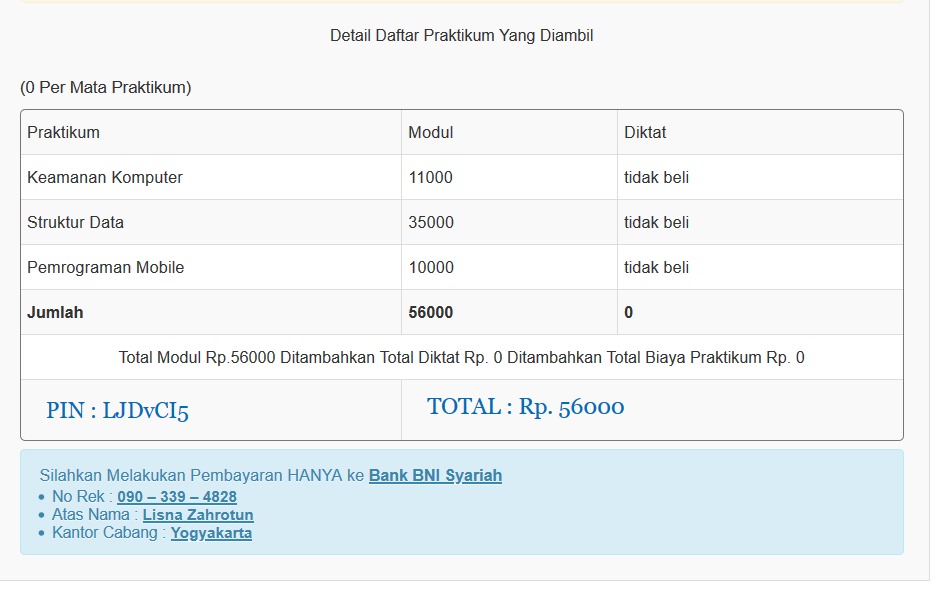 Detail Daftar Praktikum Yang Diambil
(0 Per Mata Praktikum)
Praktikum Modul Diktat
Keamanan Komputer 11000 tidak beli
Struktur Data 35000 tidak beli
Pemrograman Mobile 10000 tidak beli
Jumlah 56000 0
Total Modul Rp.56000 Ditambahkan Total Diktat Rp. 0 Ditambahkan Total Biaya Praktikum Rp. 0
PIN : LJDvCI5 TOTAL : Rp. 56000
Silahkan Melakukan Pembayaran HANYA ke Bank BNI Syariah
• No Rek : 090 – 339 – 4828
• Atas Nama : Lisna Zahrotun
• Kantor Cabang : Yogyakarta